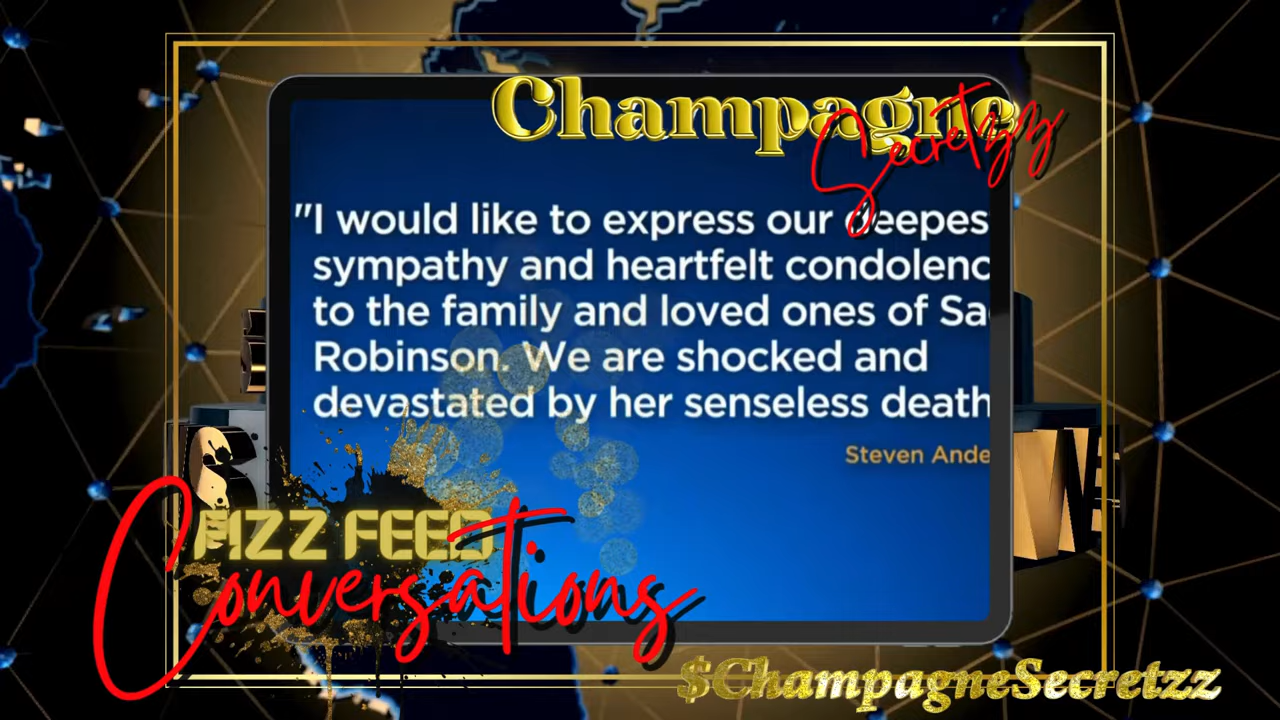 Champagne
Secretzz
"I would like to express our deepes
sympathy and heartfelt condolenc
to the family and loved ones of Sa
Robinson. We are shocked and
devastated by her senseless death
Steven Ande
FIZZ FEED
Conversations
$ChampagneSecretzz